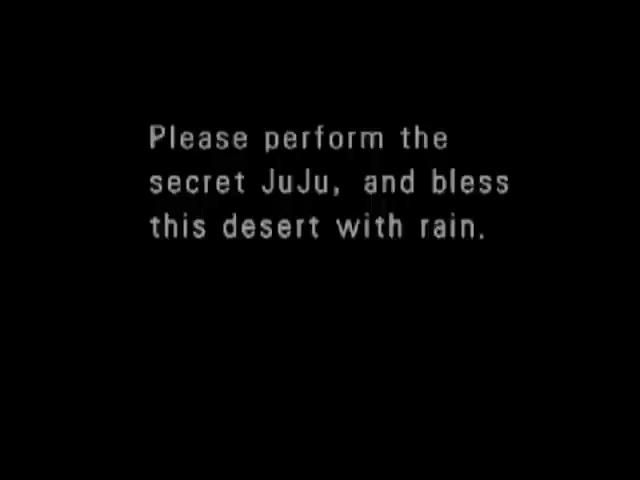 Please perform the
secret JuJu, and bless
this desert with rain.